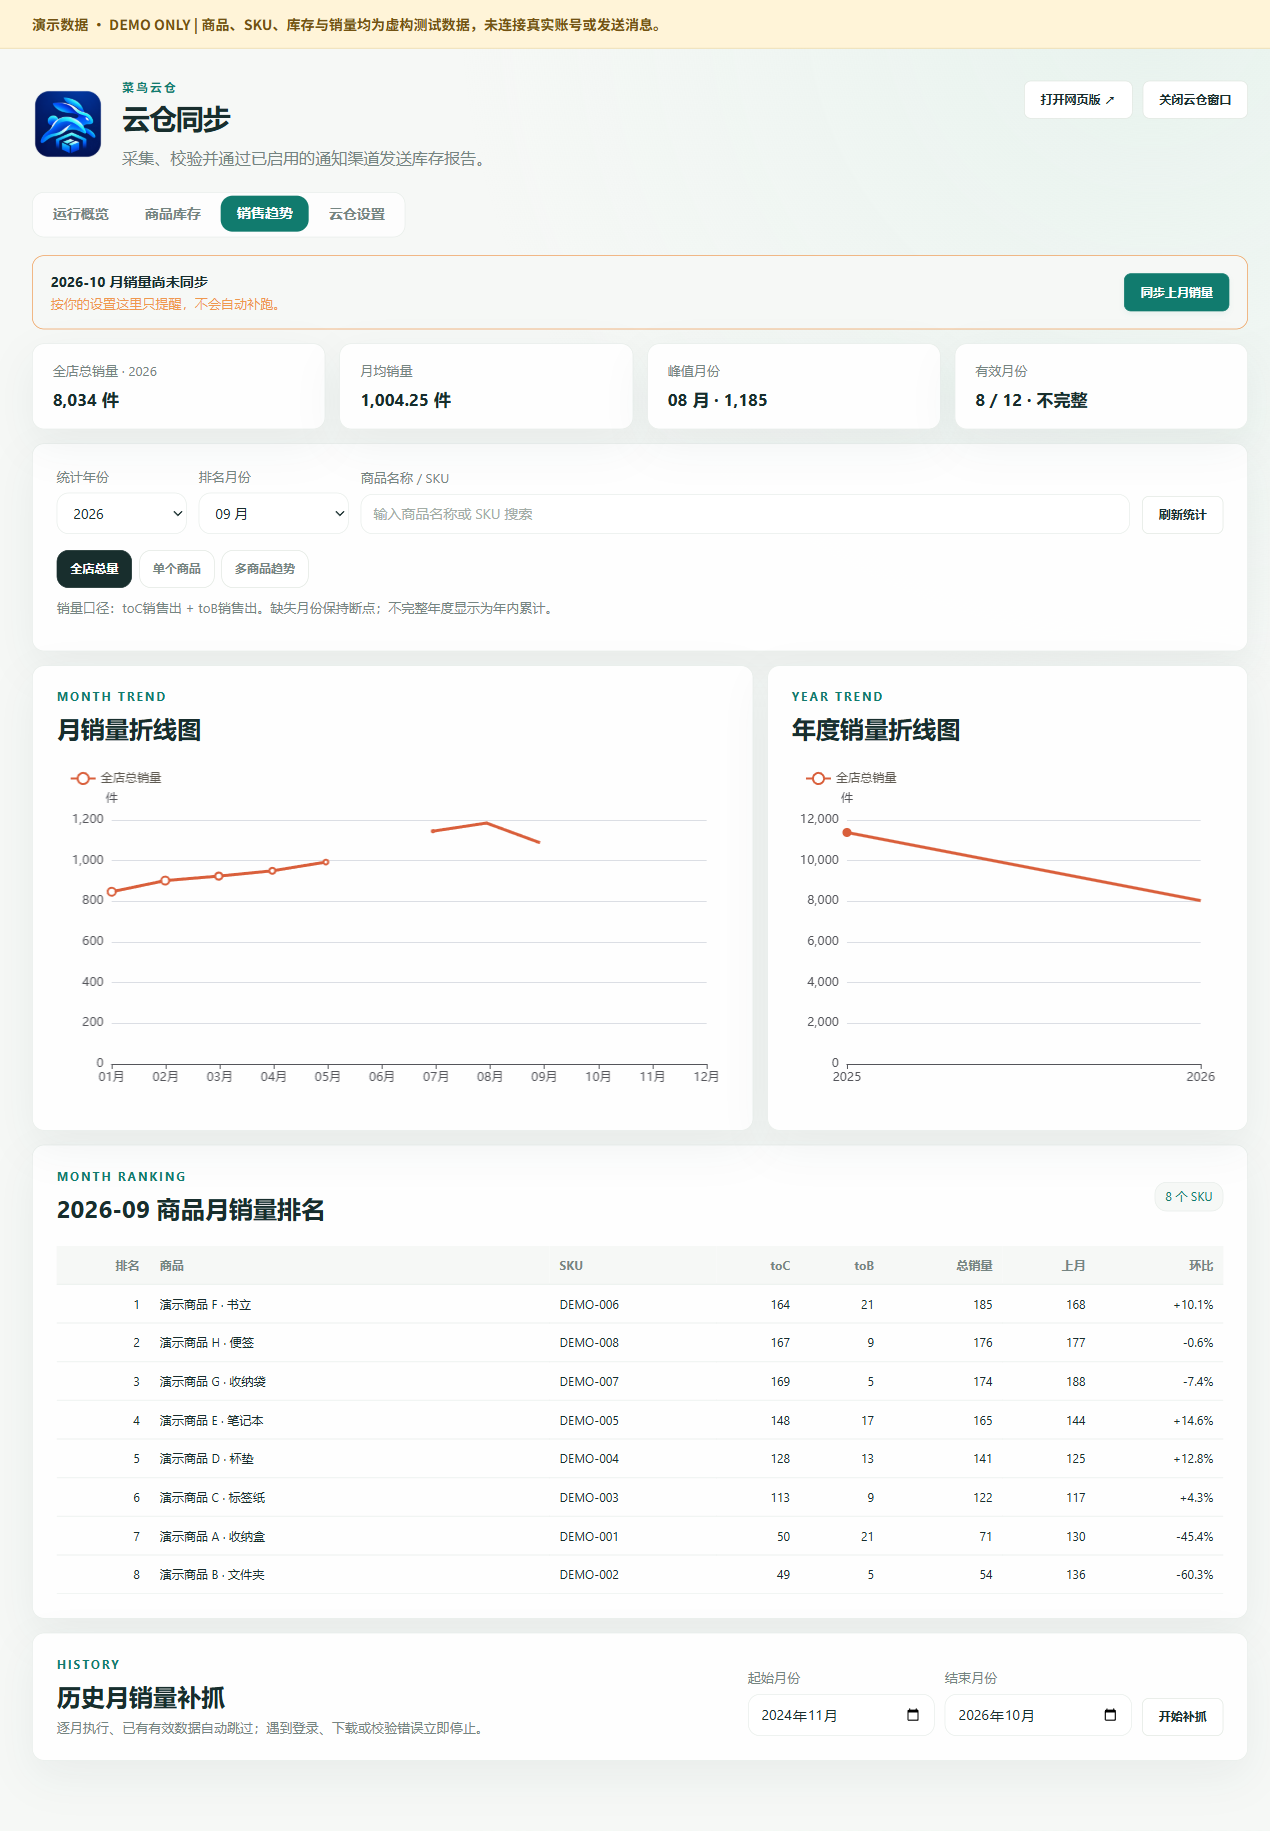 演示数据 · DEMO ONLY | 商品、SKU、库存与销量均为虚构测试数据，未连接真实账号或发送消息。
菜鸟云仓
云仓同步
采集、校验并通过已启用的通知渠道发送库存报告。
打开网页版 ↗
关闭云仓窗口
运行概览 商品库存 销售趋势 云仓设置
2026-10 月销量尚未同步
按你的设置这里只提醒，不会自动补跑。
同步上月销量
全店总销量 · 2026
8,034 件
月均销量
1,004.25 件
峰值月份
08 月 · 1,185
有效月份
8 / 12 · 不完整
统计年份 排名月份 商品名称 / SKU
2026 09 月 输入商品名称或 SKU 搜索 刷新统计
全店总量 单个商品 多商品趋势
销量口径：toC销售出 + toB销售出。缺失月份保持断点；不完整年度显示为年内累计。
MONTH TREND
月销量折线图
全店总销量
件
1,200
1,000
800
600
400
200
0
01月 02月 03月 04月 05月 06月 07月 08月 09月 10月 11月 12月
YEAR TREND
年度销量折线图
全店总销量
件
12,000
10,000
8,000
6,000
4,000
2,000
0
2025 2026
MONTH RANKING
2026-09 商品月销量排名
8 个 SKU
排名 商品 SKU toC toB 总销量 上月 环比
1 演示商品 F · 书立 DEMO-006 164 21 185 168 +10.1%
2 演示商品 H · 便签 DEMO-008 167 9 176 177 -0.6%
3 演示商品 G · 收纳袋 DEMO-007 169 5 174 188 -7.4%
4 演示商品 E · 笔记本 DEMO-005 148 17 165 144 +14.6%
5 演示商品 D · 杯垫 DEMO-004 128 13 141 125 +12.8%
6 演示商品 C · 标签纸 DEMO-003 113 9 122 117 +4.3%
7 演示商品 A · 收纳盒 DEMO-001 50 21 71 130 -45.4%
8 演示商品 B · 文件夹 DEMO-002 49 5 54 136 -60.3%
HISTORY
历史月销量补抓
逐月执行、已有有效数据自动跳过；遇到登录、下载或校验错误立即停止。
起始月份 结束月份
2024年11月 2026年10月 开始补抓